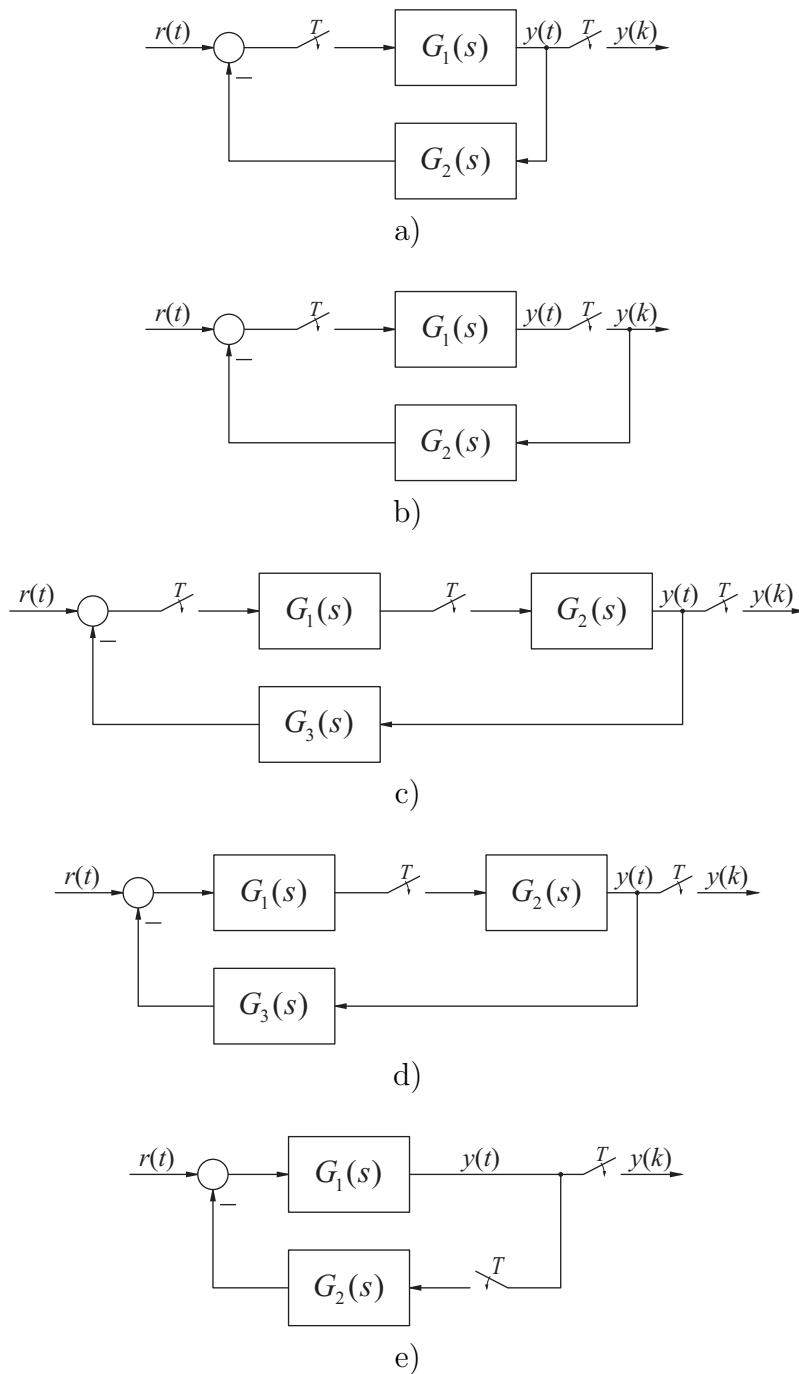 r(t) T G₁(s) y(t) T y(k)
G₂(s)
a)
r(t) T G₁(s) y(t) T y(k)
G₂(s)
b)
r(t) T G₁(s) T G₂(s) y(t) T y(k)
G₃(s)
c)
r(t) G₁(s) T G₂(s) y(t) T y(k)
G₃(s)
d)
r(t) G₁(s) y(t) T y(k)
G₂(s) T
e)